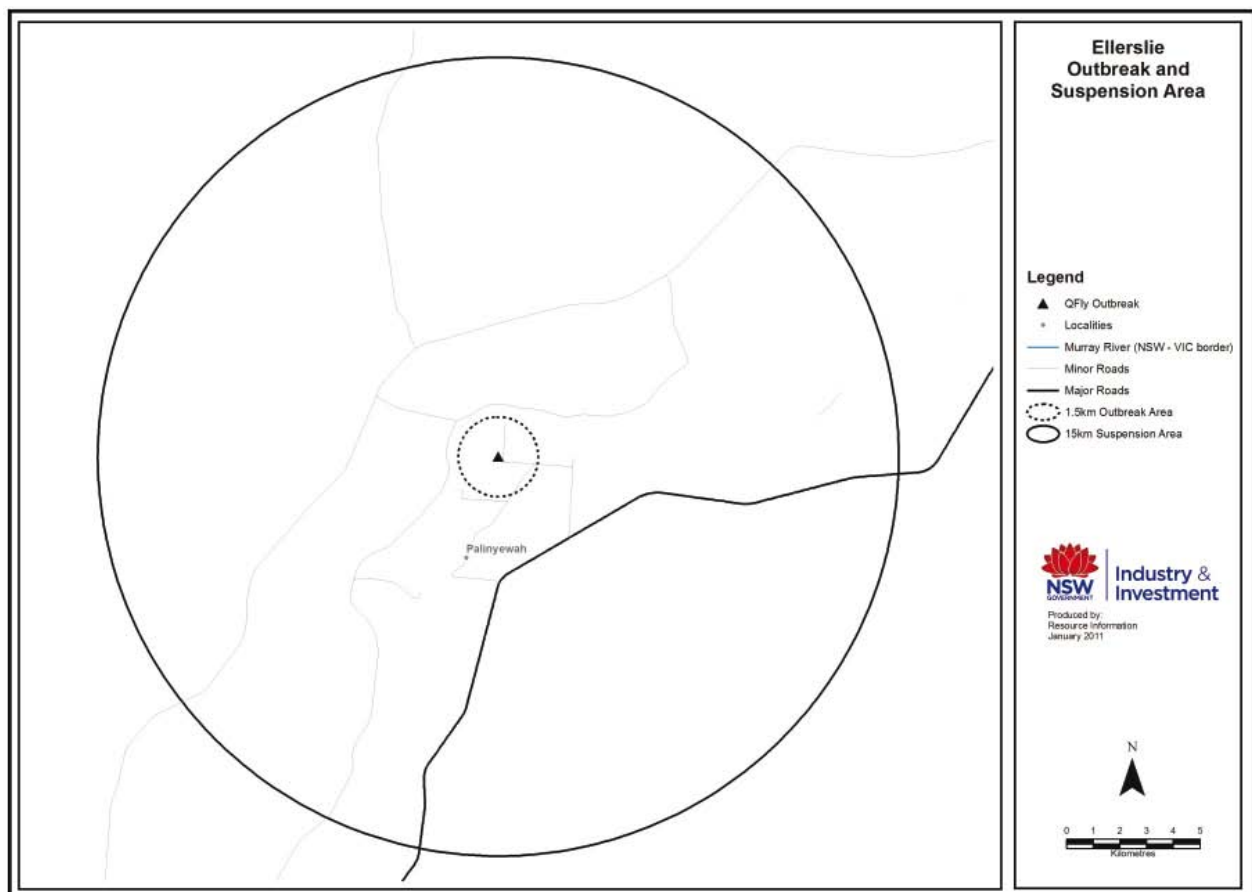 Ellerslie
Outbreak and
Suspension Area
Legend
QFly Outbreak
Localities
Murray River (NSW - VIC border)
Minor Roads
Major Roads
1.5km Outbreak Area
15km Suspension Area
Palinyewah
NSW
GOVERNMENT
Industry &
Investment
Produced by:
Resource Information
January 2011
N
0 1 2 3 4 5
Kilometres